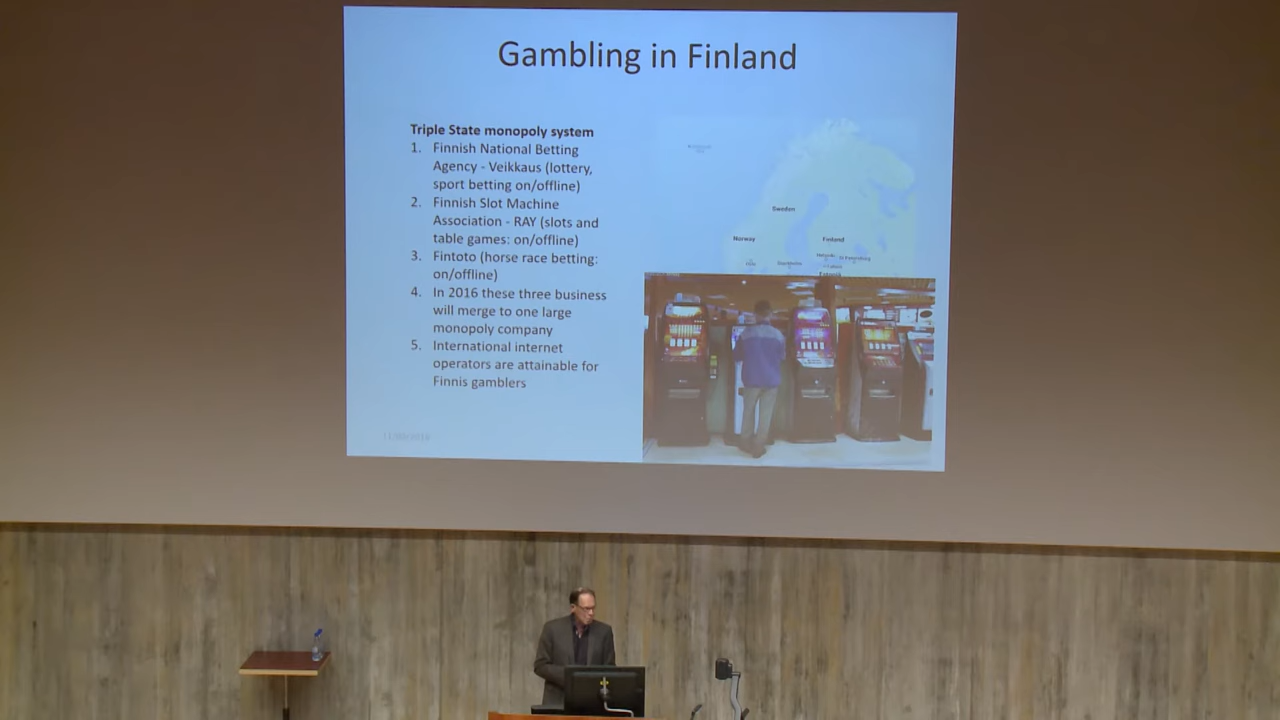 Gambling in Finland
Triple State monopoly system
1. Finnish National Betting
Agency - Veikkaus (lottery,
sport betting on/offline)
2. Finnish Slot Machine
Association - RAY (slots and
table games: on/offline)
3. Fintoto (horse race betting:
on/offline)
4. In 2016 these three business
will merge to one large
monopoly company
5. International internet
operators are attainable for
Finnis gamblers
Sweden
Norway
Finland